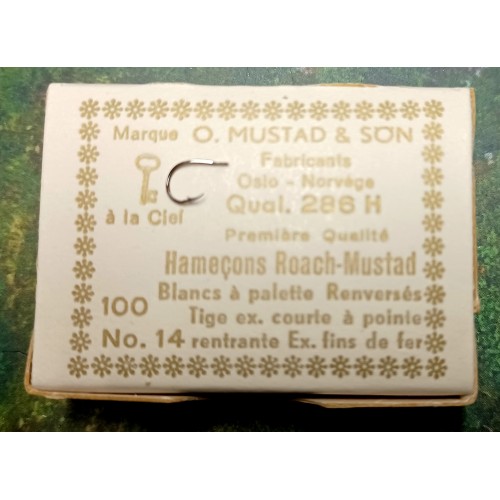 Marque O. MUSTAD & SÖN
Fabricants
Oslo - Norvège
à la Clef
Qual. 286 H
Première Qualité
Hameçons Roach-Mustad
Blancs à palette Renversés
100
Tige ex. courte à pointe
No. 14 rentrante Ex. fins de fer